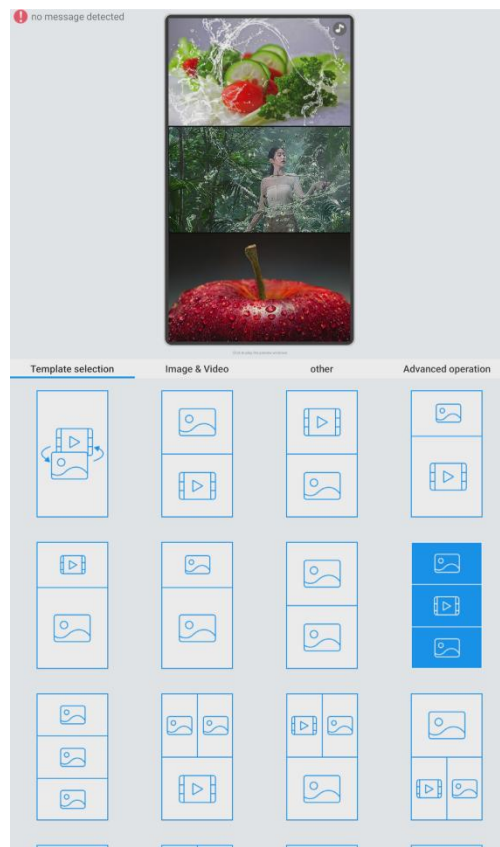 no message detected
Template selection
Image & Video
other
Advanced operation